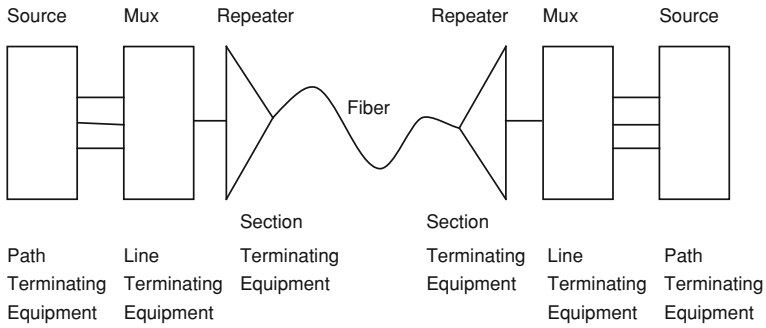 Source Mux Repeater Repeater Mux Source
Fiber
Section Section
Path Line Terminating Terminating Line Path
Terminating Terminating Equipment Equipment Terminating Terminating
Equipment Equipment Equipment Equipment